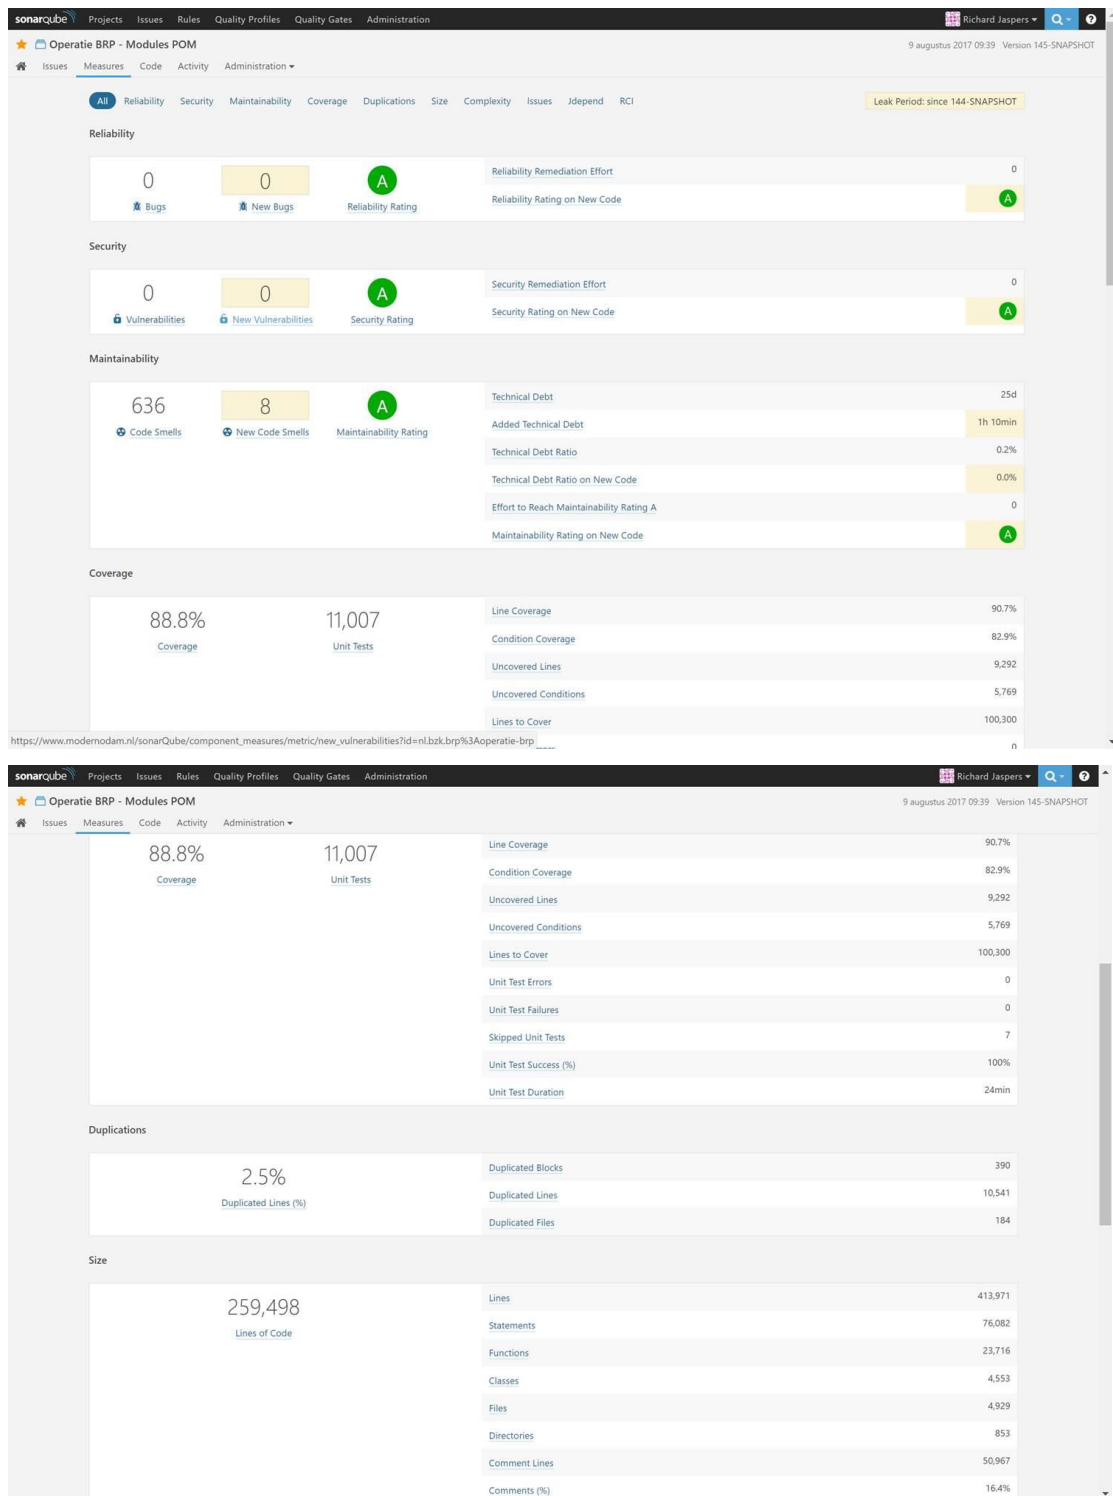 sonarqube Projects Issues Rules Quality Profiles Quality Gates Administration Richard Jaspers
Operatie BRP - Modules POM 9 augustus 2017 09:39 Version 145-SNAPSHOT
Issues Measures Code Activity Administration
All Reliability Security Maintainability Coverage Duplications Size Complexity Issues Jdepend RCI Leak Period: since 144-SNAPSHOT
Reliability
0 0 A
Bugs New Bugs Reliability Rating
Reliability Remediation Effort 0
Reliability Rating on New Code A
Security
0 0 A
Vulnerabilities New Vulnerabilities Security Rating
Security Remediation Effort 0
Security Rating on New Code A
Maintainability
636 8 A
Code Smells New Code Smells Maintainability Rating
Technical Debt 25d
Added Technical Debt 1h 10min
Technical Debt Ratio 0.2%
Technical Debt Ratio on New Code 0.0%
Effort to Reach Maintainability Rating A 0
Maintainability Rating on New Code A
Coverage
88.8% 11,007
Coverage Unit Tests
Line Coverage 90.7%
Condition Coverage 82.9%
Uncovered Lines 9,292
Uncovered Conditions 5,769
Lines to Cover 100,300
https://www.modernodam.nl/sonarQube/component_measures/metric/new_vulnerabilities?id=nl.bzk.brp%3Aoperatie-brp 0
sonarqube Projects Issues Rules Quality Profiles Quality Gates Administration Richard Jaspers
Operatie BRP - Modules POM 9 augustus 2017 09:39 Version 145-SNAPSHOT
Issues Measures Code Activity Administration
88.8% 11,007
Coverage Unit Tests
Line Coverage 90.7%
Condition Coverage 82.9%
Uncovered Lines 9,292
Uncovered Conditions 5,769
Lines to Cover 100,300
Unit Test Errors 0
Unit Test Failures 0
Skipped Unit Tests 7
Unit Test Success (%) 100%
Unit Test Duration 24min
Duplications
2.5%
Duplicated Lines (%)
Duplicated Blocks 390
Duplicated Lines 10,541
Duplicated Files 184
Size
259,498
Lines of Code
Lines 413,971
Statements 76,082
Functions 23,716
Classes 4,553
Files 4,929
Directories 853
Comment Lines 50,967
Comments (%) 16.4%